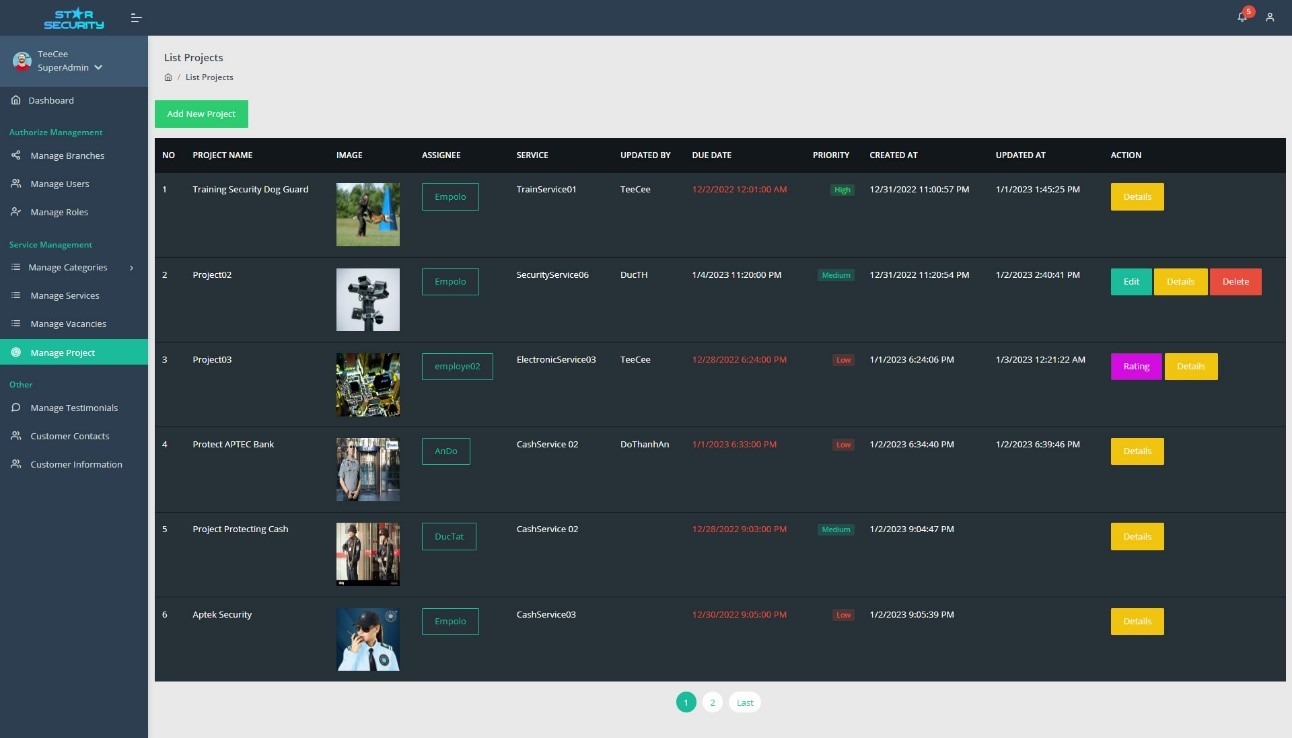 STAR
SECURITY
5
TeeCee
SuperAdmin
Dashboard
Authorize Management
Manage Branches
Manage Users
Manage Roles
Service Management
Manage Categories
Manage Services
Manage Vacancies
Manage Project
Other
Manage Testimonials
Customer Contacts
Customer Information
List Projects
/ List Projects
Add New Project
NO PROJECT NAME IMAGE ASSIGNEE SERVICE UPDATED BY DUE DATE PRIORITY CREATED AT UPDATED AT ACTION
1 Training Security Dog Guard Empolo TrainService01 TeeCee 12/2/2022 12:01:00 AM High 12/31/2022 11:00:57 PM 1/1/2023 1:45:25 PM Details
2 Project02 Empolo SecurityService06 DucTH 1/4/2023 11:20:00 PM Medium 12/31/2022 11:20:54 PM 1/2/2023 2:40:41 PM Edit Details Delete
3 Project03 employe02 ElectronicService03 TeeCee 12/28/2022 6:24:00 PM Low 1/1/2023 6:24:06 PM 1/3/2023 12:21:22 AM Rating Details
4 Protect APTEC Bank AnDo CashService 02 DoThanhAn 1/1/2023 6:33:00 PM Low 1/2/2023 6:34:40 PM 1/2/2023 6:39:46 PM Details
5 Project Protecting Cash DucTat CashService 02 12/28/2022 9:03:00 PM Medium 1/2/2023 9:04:47 PM Details
6 Aptek Security Empolo CashService03 12/30/2022 9:05:00 PM Low 1/2/2023 9:05:39 PM Details
1 2 Last